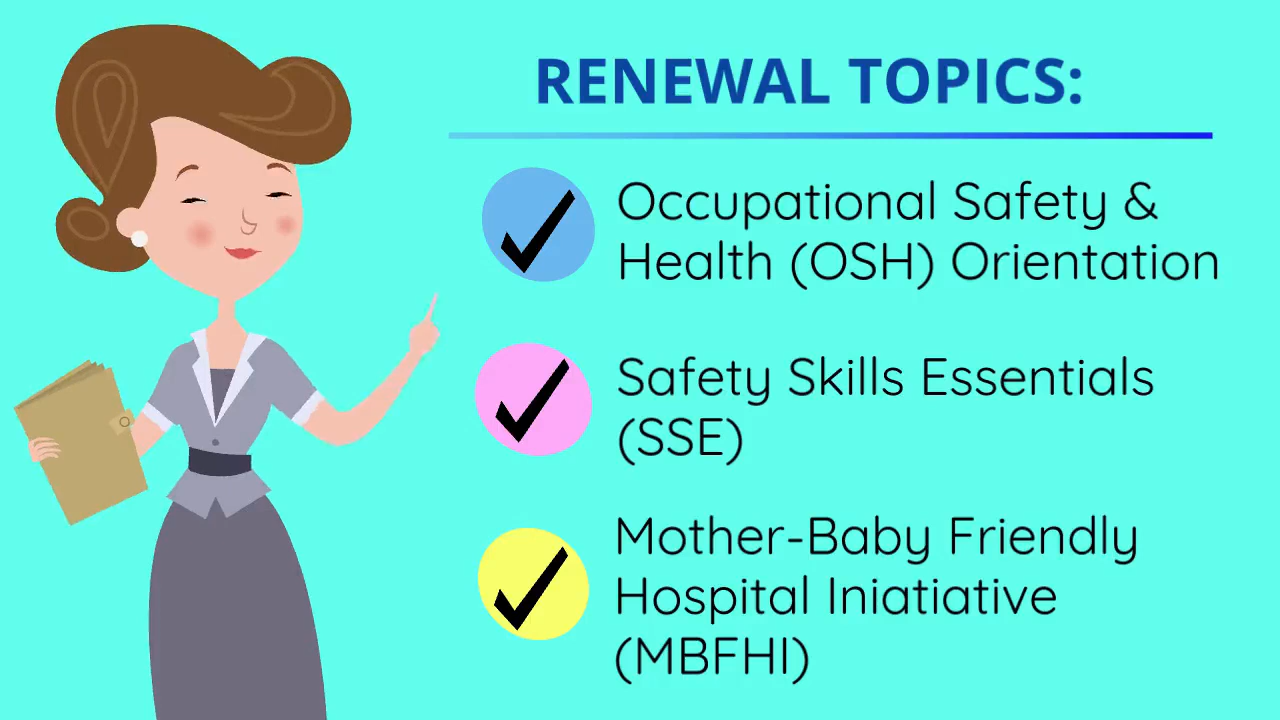 RENEWAL TOPICS:
Occupational Safety &
Health (OSH) Orientation
Safety Skills Essentials
(SSE)
Mother-Baby Friendly
Hospital Iniatiative
(MBFHI)